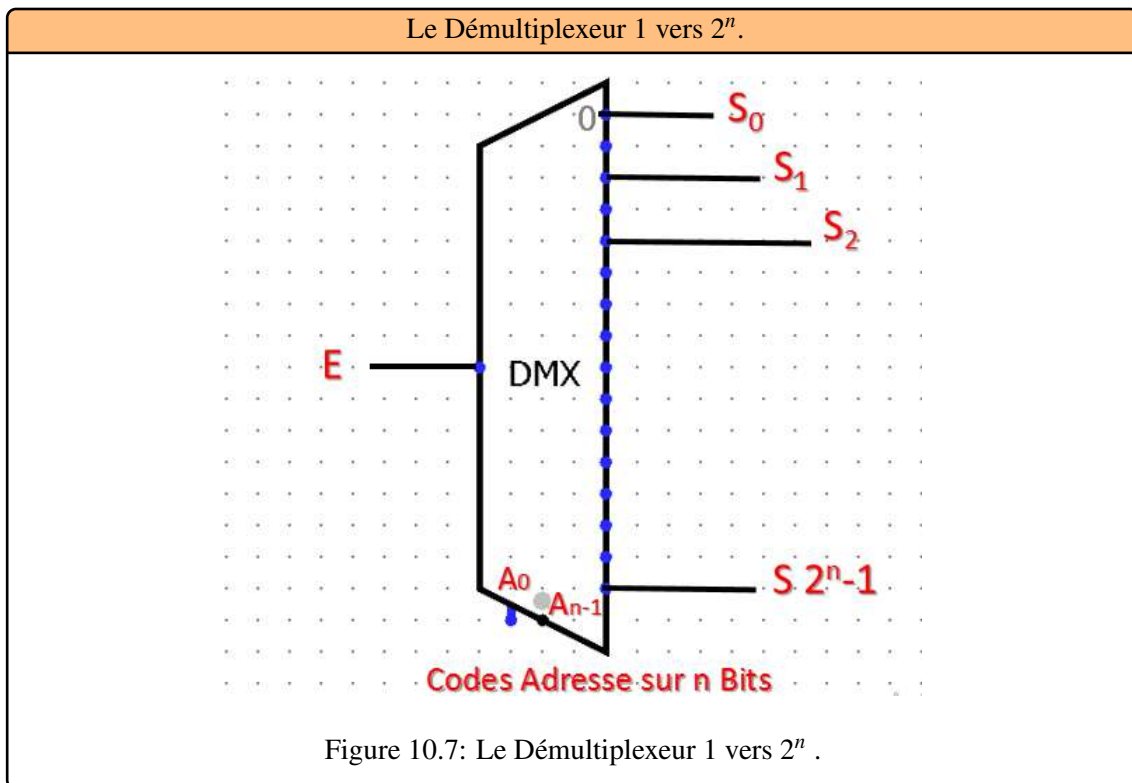 Le Démultiplexeur 1 vers 2ⁿ.
0
S₀
S₁
S₂
E
DMX
A₀
Aₙ₋₁
S 2ⁿ-1
Codes Adresse sur n Bits
Figure 10.7: Le Démultiplexeur 1 vers 2ⁿ .